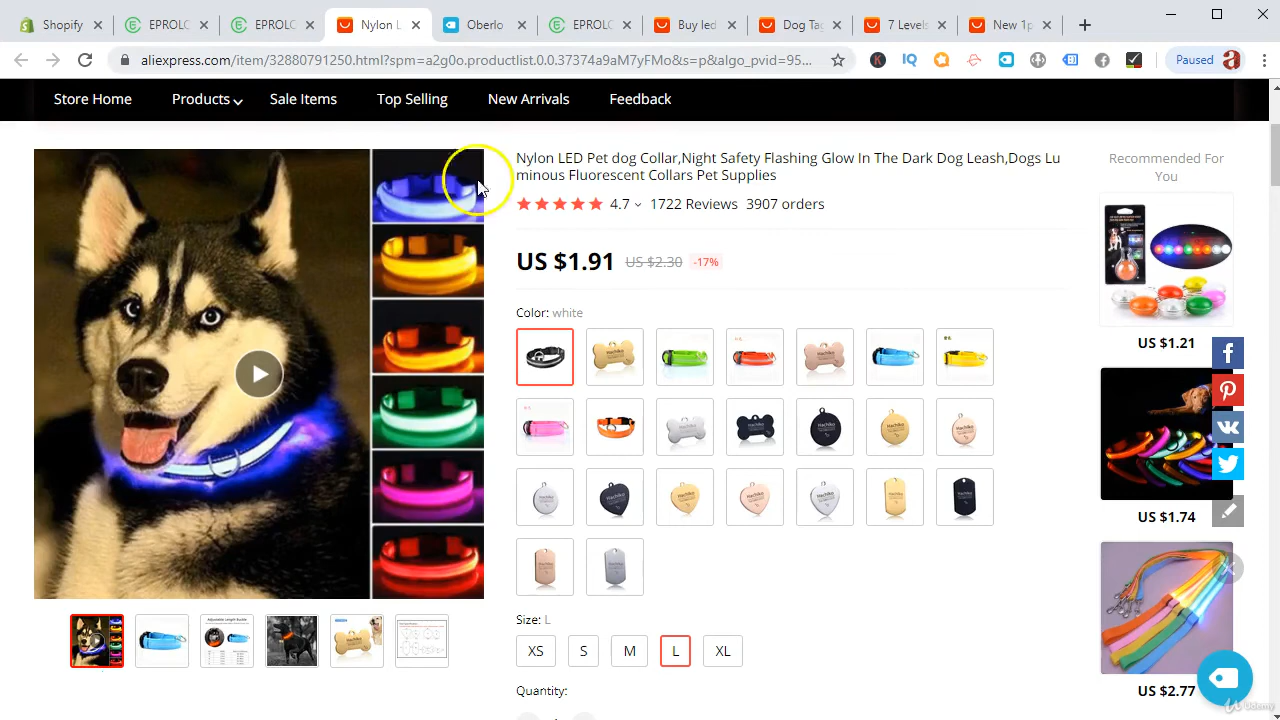 Shopify
EPROLO
EPROLO
Nylon L
Oberlo
EPROLO
Buy led
Dog Ta
7 Levels
New 1p
aliexpress.com/item/32880791250.html?spm=a2g0o.productlist.0.0.37374a9aM7yFMo&s=p&algo_pvid=95...
Paused
Store Home
Products
Sale Items
Top Selling
New Arrivals
Feedback
Nylon LED Pet dog Collar,Night Safety Flashing Glow In The Dark Dog Leash,Dogs Lu
minous Fluorescent Collars Pet Supplies
4.7
1722 Reviews
3907 orders
US $1.91
US $2.30
-17%
Color: white
Size: L
XS
S
M
L
XL
Quantity:
Recommended For
You
US $1.21
US $1.74
US $2.77
Udemy